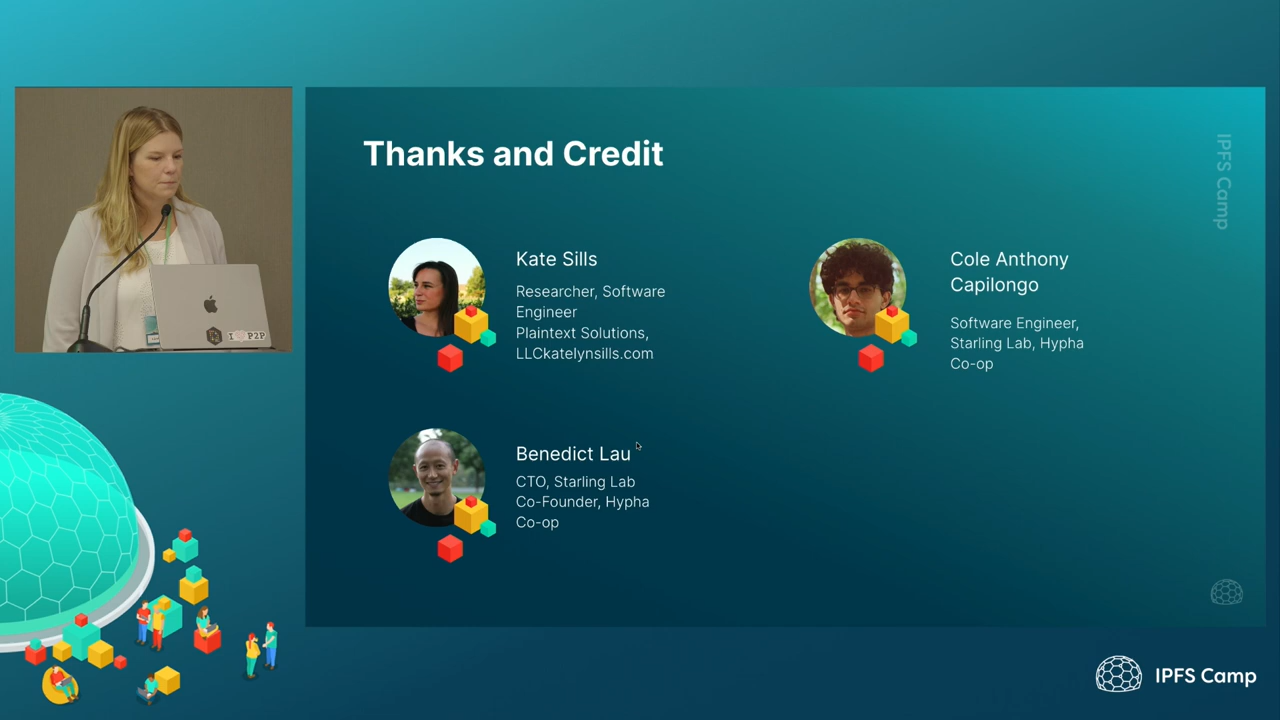 Thanks and Credit
IPFS Camp
Kate Sills
Researcher, Software
Engineer
Plaintext Solutions,
LLCkatelynsills.com
Cole Anthony
Capilongo
Software Engineer,
Starling Lab, Hypha
Co-op
Benedict Lau
CTO, Starling Lab
Co-Founder, Hypha
Co-op
P2P
IPFS Camp